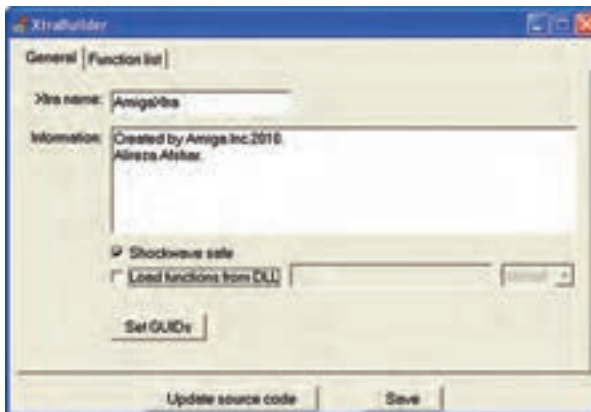 XtraBuilder
General Function list
Xtra name: AmigaXtra
Information: Created by Amiga.Inc.2010.
Alireza Afshar.
Shockwave safe
Load functions from DLL
Set GUIDs
Update source code Save